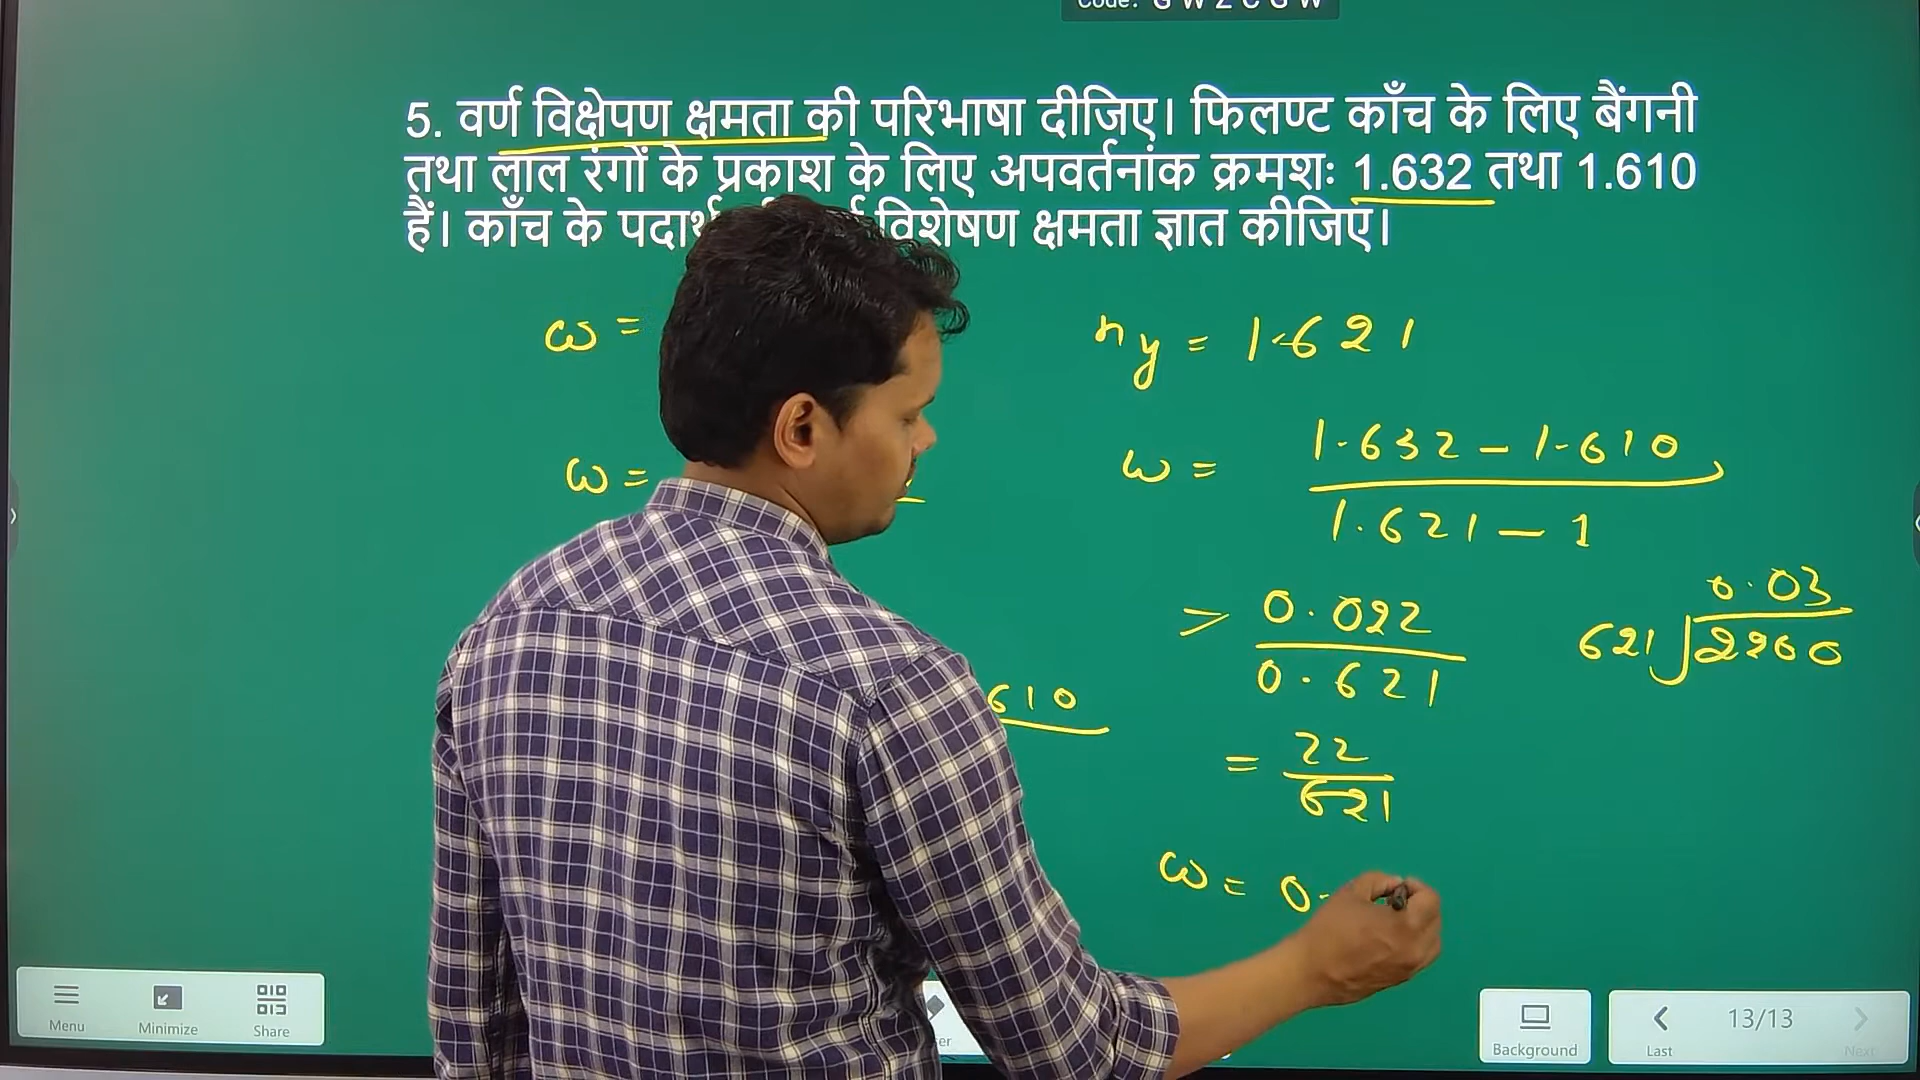 Code: G W Z C G W
5. वर्ण विक्षेपण क्षमता की परिभाषा दीजिए। फिलण्ट काँच के लिए बैंगनी
तथा लाल रंगों के प्रकाश के लिए अपवर्तनांक क्रमशः 1.632 तथा 1.610
हैं। काँच के विशेषण क्षमता ज्ञात कीजिए।
ω =
n y = 1.621
ω =
ω = 1.632 - 1.610
1.621 - 1
= 0.022
0.621
0.03
621 2200
610
= 22
621
ω = 0.
Menu
Minimize
Share
Background
Last
13/13
Next